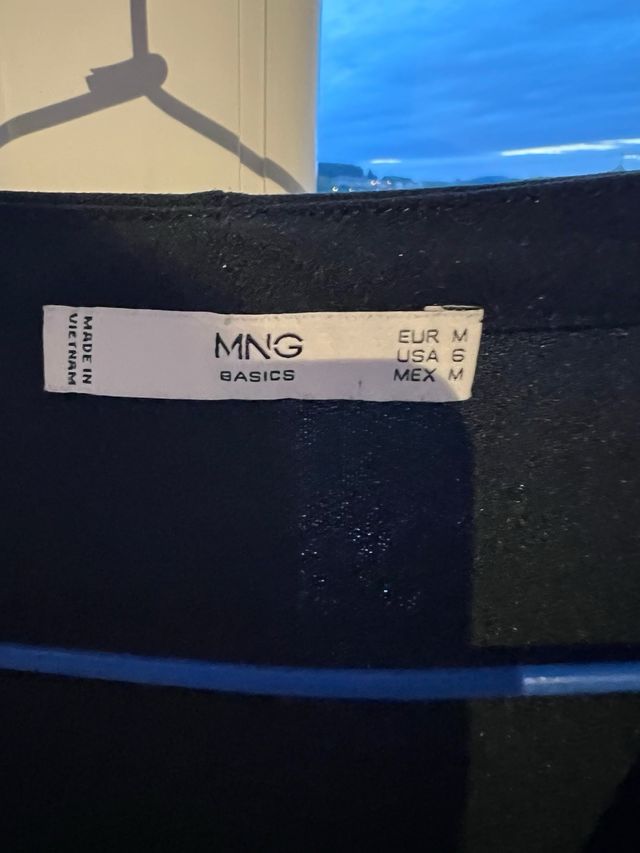 MADE IN
VIETNAM
MNG
BASICS
EUR M
USA 6
MEX M